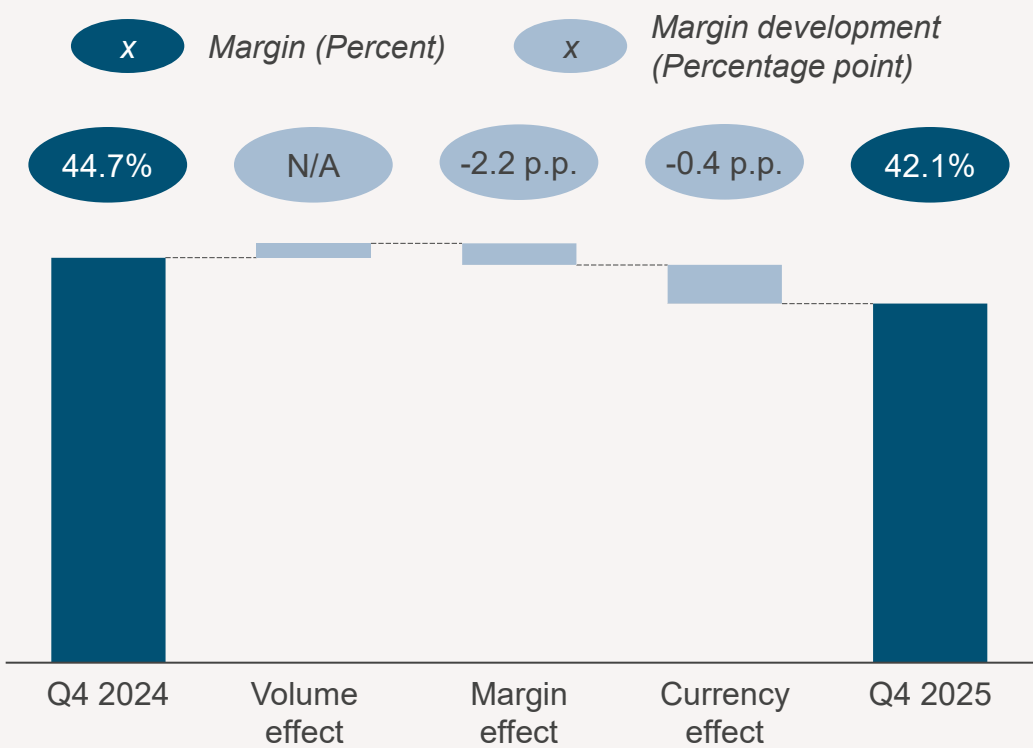 x
Margin (Percent)
x
Margin development
(Percentage point)
44.7%
N/A
-2.2 p.p.
-0.4 p.p.
42.1%
Q4 2024
Volume
effect
Margin
effect
Currency
effect
Q4 2025